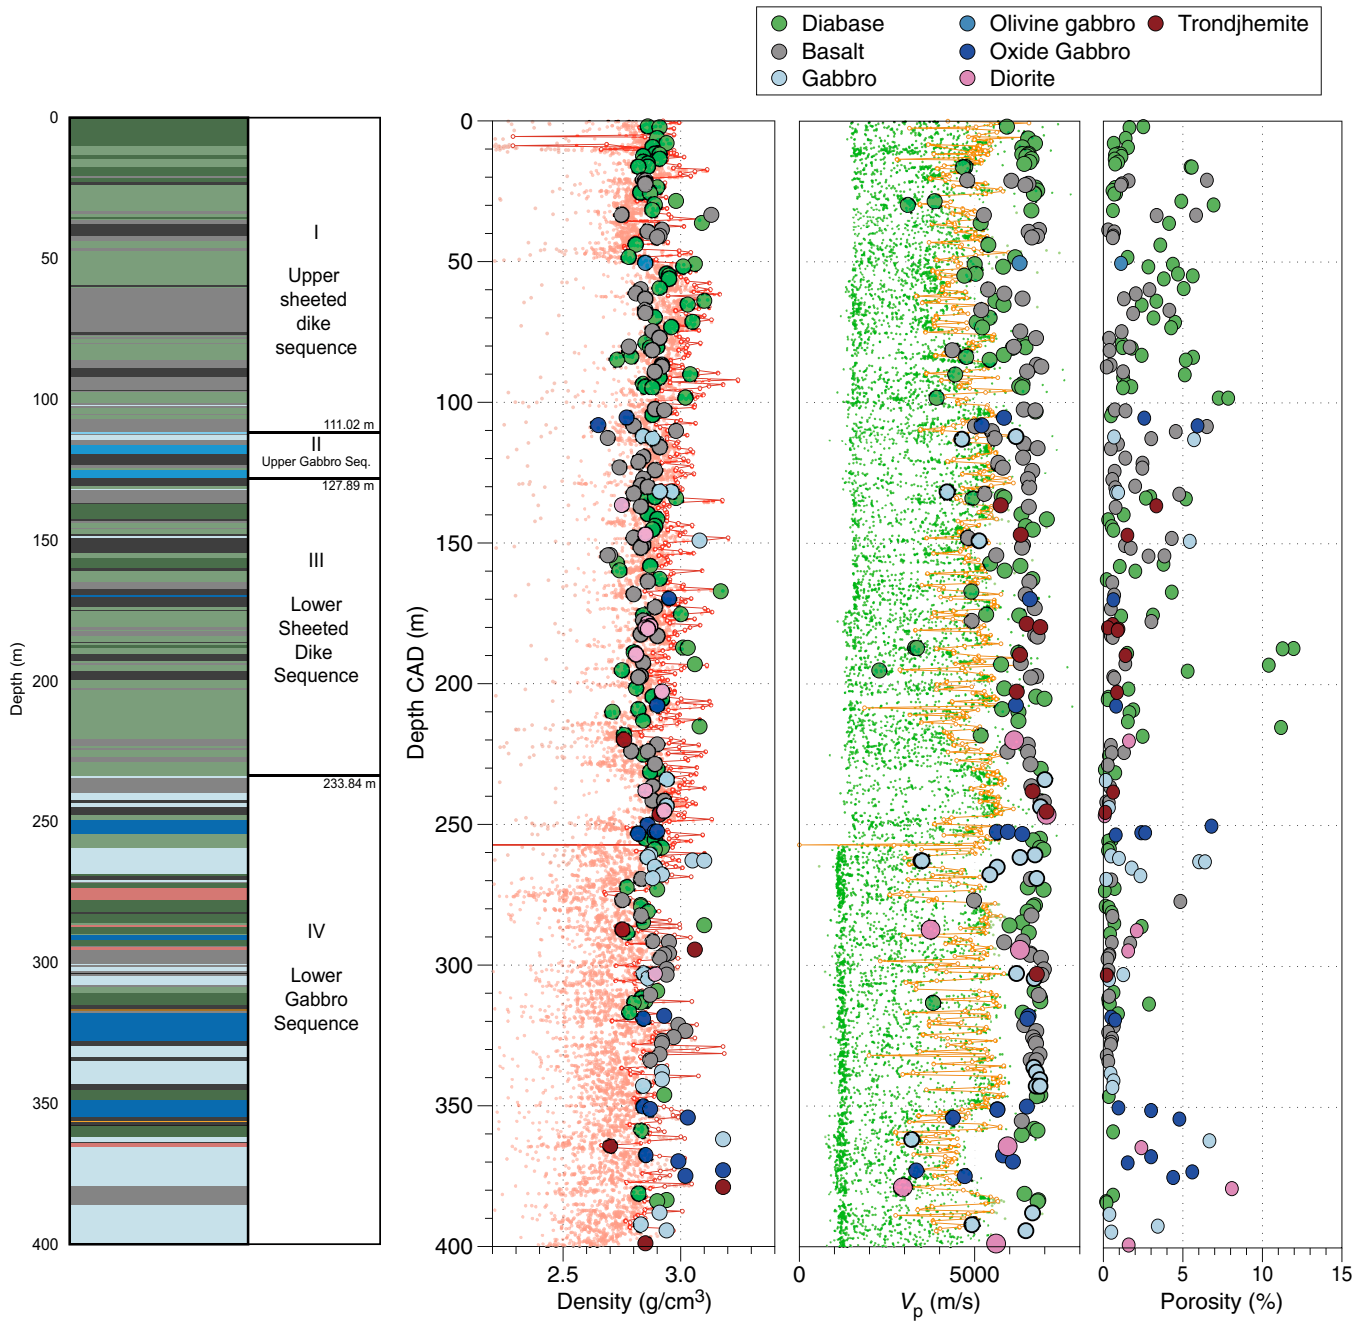 Diabase
Olivine gabbro
Trondjhemite
Basalt
Oxide Gabbro
Gabbro
Diorite
0
50
100
150
200
250
300
350
400
Depth (m)
I
Upper
sheeted
dike
sequence
111.02 m
II
Upper Gabbro Seq.
127.89 m
III
Lower
Sheeted
Dike
Sequence
233.84 m
IV
Lower
Gabbro
Sequence
0
50
100
150
200
250
300
350
400
Depth CAD (m)
2.5
3.0
Density (g/cm³)
0
5000
Vp (m/s)
0
5
10
15
Porosity (%)